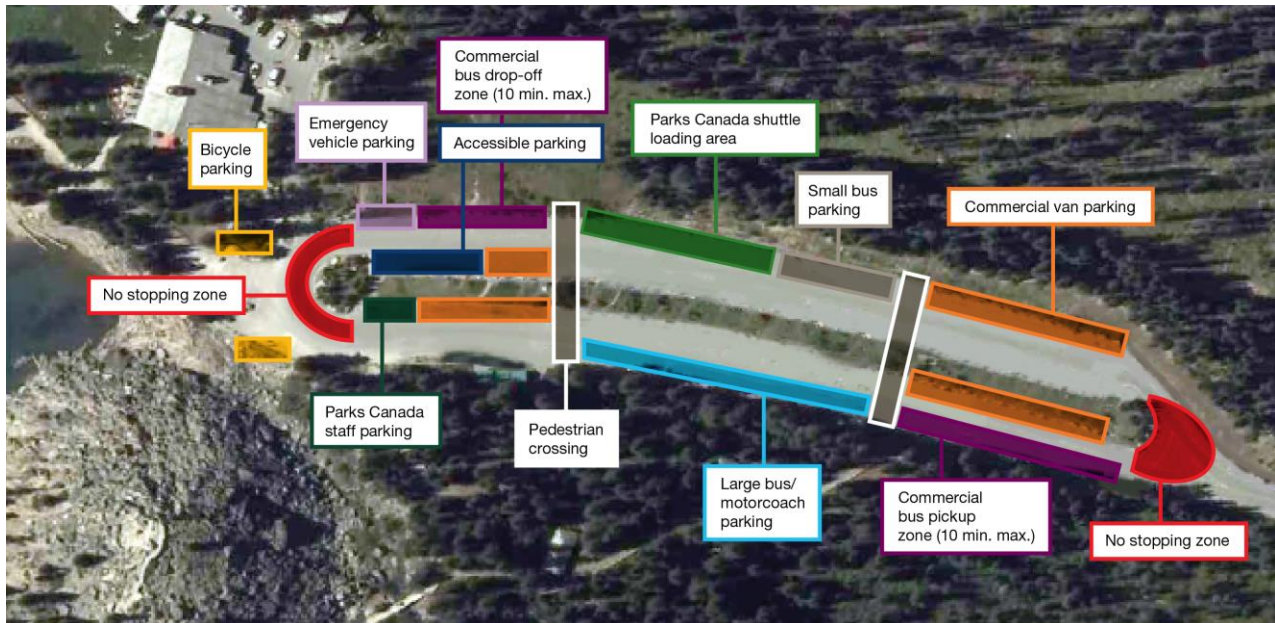 Commercial
bus drop-off
zone (10 min. max.)
Emergency
vehicle parking
Accessible parking
Parks Canada shuttle
loading area
Bicycle
parking
Small bus
parking
Commercial van parking
No stopping zone
Parks Canada
staff parking
Pedestrian
crossing
Large bus/
motorcoach
parking
Commercial
bus pickup
zone (10 min. max.)
No stopping zone